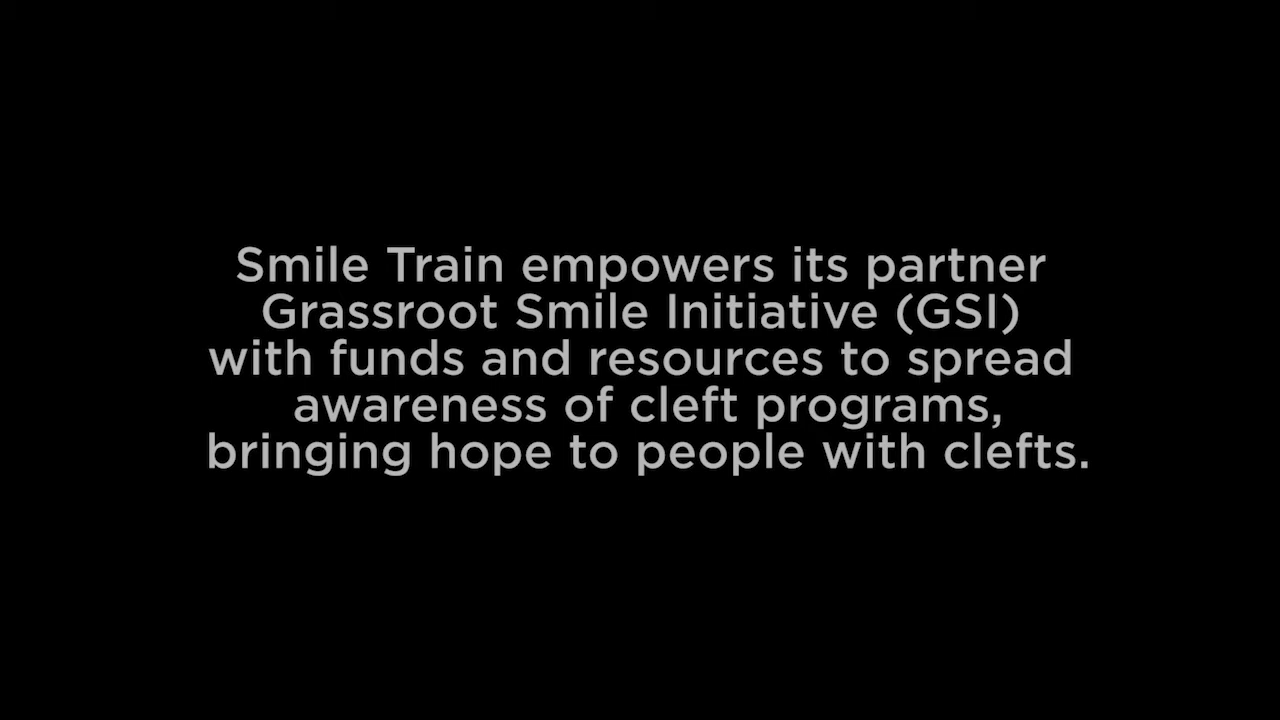 Smile Train empowers its partner
Grassroot Smile Initiative (GSI)
with funds and resources to spread
awareness of cleft programs,
bringing hope to people with clefts.